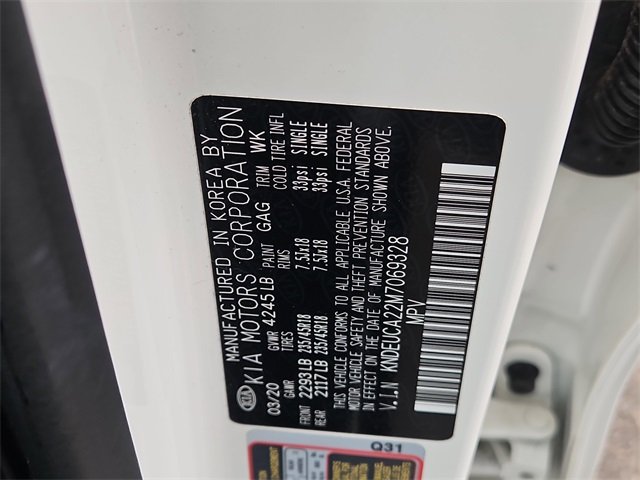 KIA
MANUFACTURED IN KOREA BY
KIA MOTORS CORPORATION
03/20 GVWR 4245LB PAINT GAG TRIM WK
GAWR TIRES RIMS COLD TIRE INFL
FRONT 2293LB 235/45R18 7.5Jx18 33psi SINGLE
REAR 2117LB 235/45R18 7.5Jx18 33psi SINGLE
THIS VEHICLE CONFORMS TO ALL APPLICABLE U.S.A. FEDERAL
MOTOR VEHICLE SAFETY AND THEFT PREVENTION STANDARDS
IN EFFECT ON THE DATE OF MANUFACTURE SHOWN ABOVE.
V.I.N KNDEUCA22M7069328
MPV
Q31